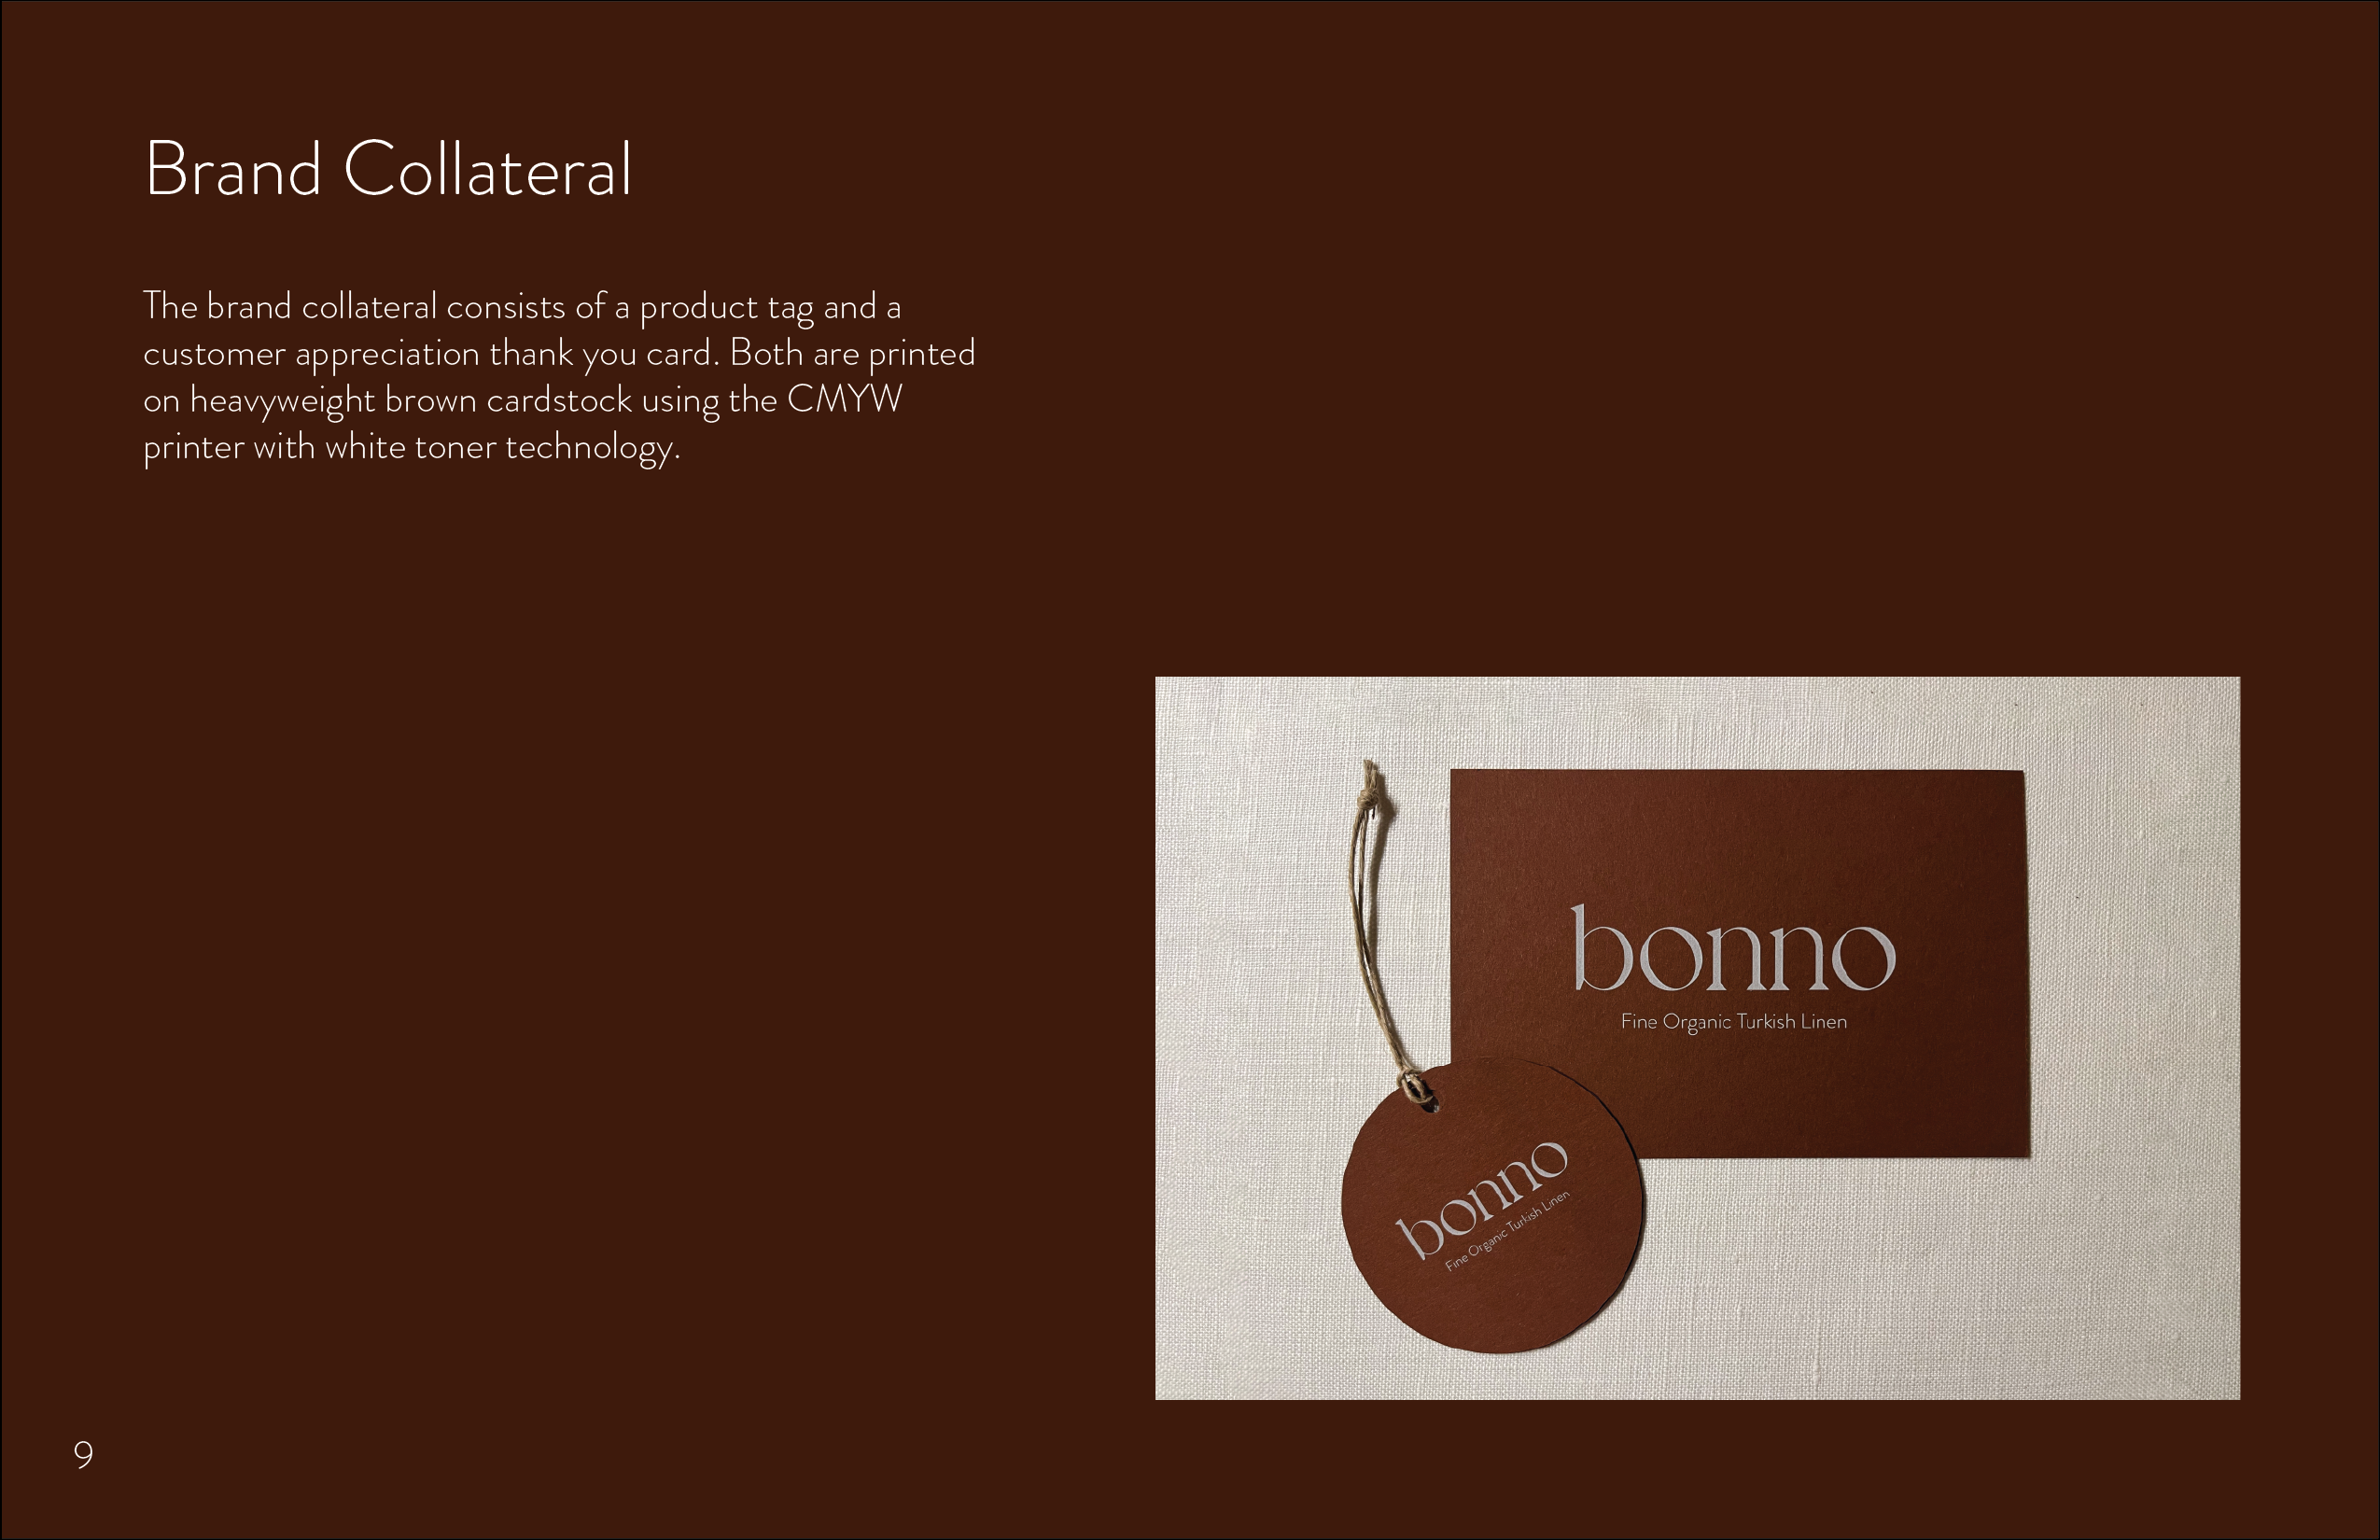 Brand Collateral
The brand collateral consists of a product tag and a
customer appreciation thank you card. Both are printed
on heavyweight brown cardstock using the CMYW
printer with white toner technology.
bonno
Fine Organic Turkish Linen
bonno
Fine Organic Turkish Linen
9